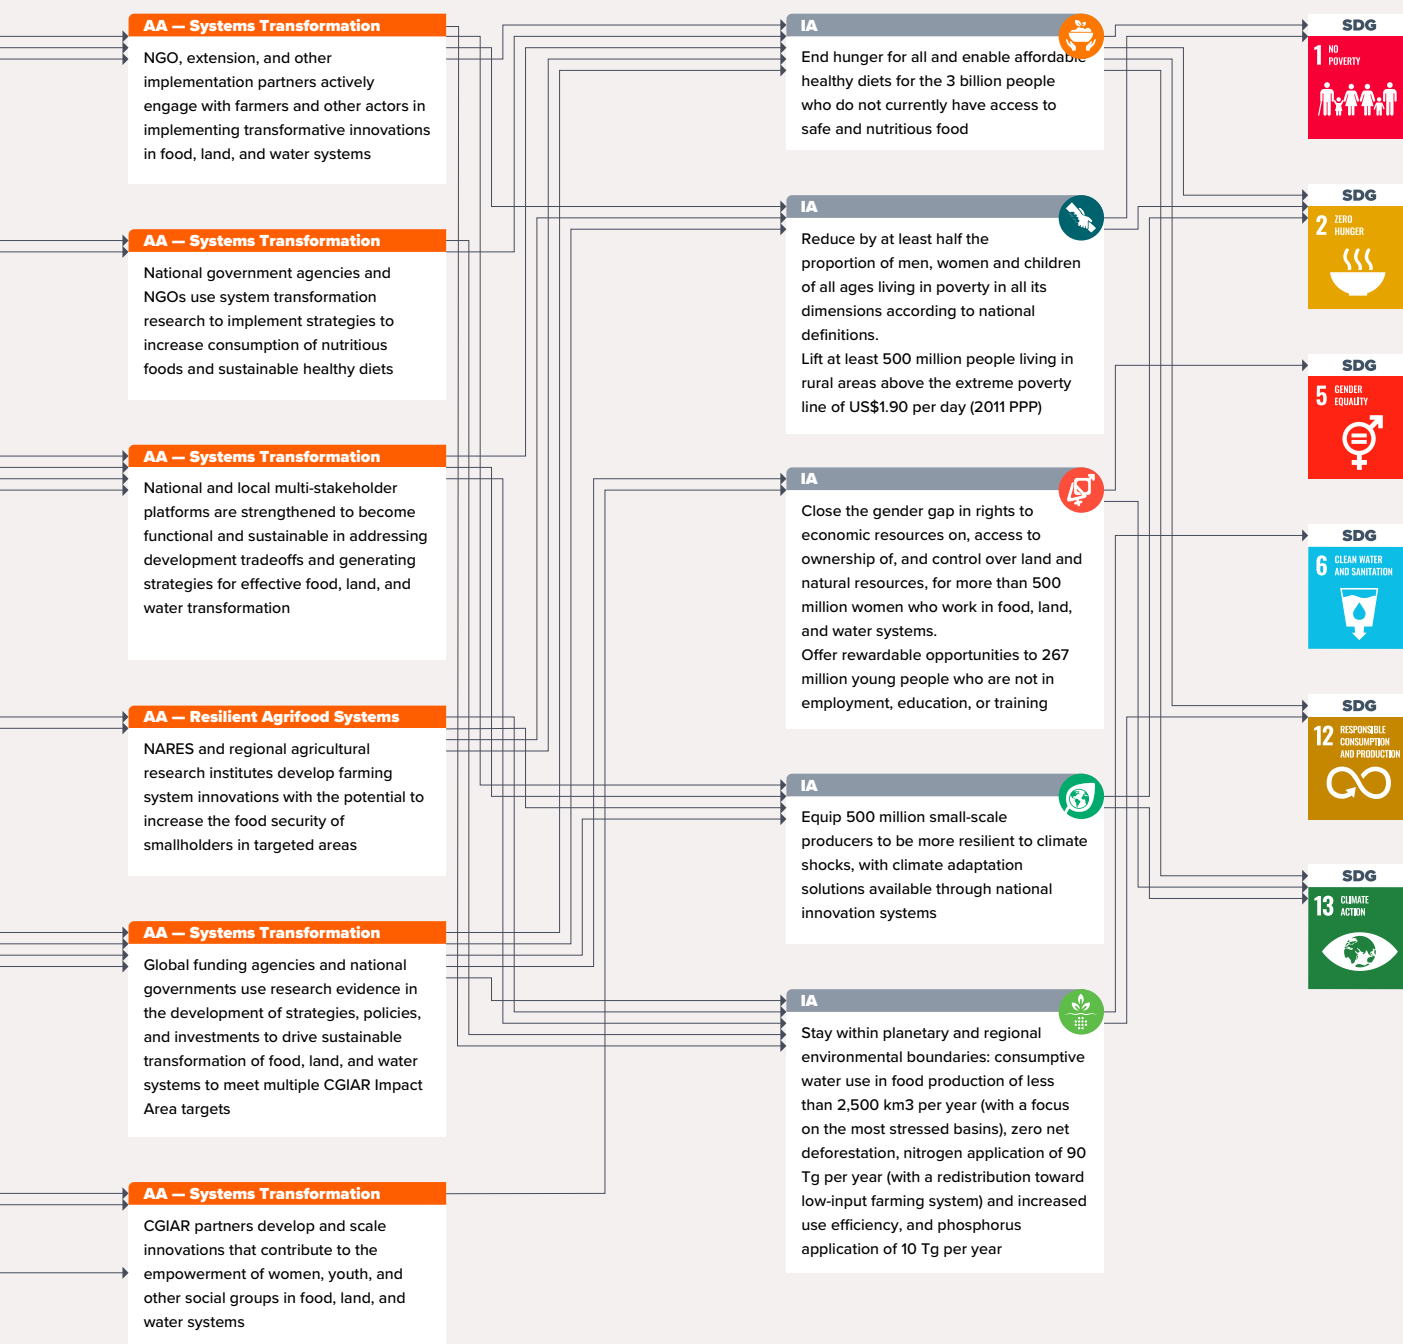 AA — Systems Transformation
NGO, extension, and other
implementation partners actively
engage with farmers and other actors in
implementing transformative innovations
in food, land, and water systems
AA — Systems Transformation
National government agencies and
NGOs use system transformation
research to implement strategies to
increase consumption of nutritious
foods and sustainable healthy diets
AA — Systems Transformation
National and local multi-stakeholder
platforms are strengthened to become
functional and sustainable in addressing
development tradeoffs and generating
strategies for effective food, land, and
water transformation
AA — Resilient Agrifood Systems
NARES and regional agricultural
research institutes develop farming
system innovations with the potential to
increase the food security of
smallholders in targeted areas
AA — Systems Transformation
Global funding agencies and national
governments use research evidence in
the development of strategies, policies,
and investments to drive sustainable
transformation of food, land, and water
systems to meet multiple CGIAR Impact
Area targets
AA — Systems Transformation
CGIAR partners develop and scale
innovations that contribute to the
empowerment of women, youth, and
other social groups in food, land, and
water systems
IA
End hunger for all and enable affordable
healthy diets for the 3 billion people
who do not currently have access to
safe and nutritious food
IA
Reduce by at least half the
proportion of men, women and children
of all ages living in poverty in all its
dimensions according to national
definitions.
Lift at least 500 million people living in
rural areas above the extreme poverty
line of US$1.90 per day (2011 PPP)
IA
Close the gender gap in rights to
economic resources on, access to
ownership of, and control over land and
natural resources, for more than 500
million women who work in food, land,
and water systems.
Offer rewardable opportunities to 267
million young people who are not in
employment, education, or training
IA
Equip 500 million small-scale
producers to be more resilient to climate
shocks, with climate adaptation
solutions available through national
innovation systems
IA
Stay within planetary and regional
environmental boundaries: consumptive
water use in food production of less
than 2,500 km3 per year (with a focus
on the most stressed basins), zero net
deforestation, nitrogen application of 90
Tg per year (with a redistribution toward
low-input farming system) and increased
use efficiency, and phosphorus
application of 10 Tg per year
SDG
1 NO
POVERTY
SDG
2 ZERO
HUNGER
SDG
5 GENDER
EQUALITY
SDG
6 CLEAN WATER
AND SANITATION
SDG
12 RESPONSIBLE
CONSUMPTION
AND PRODUCTION
SDG
13 CLIMATE
ACTION